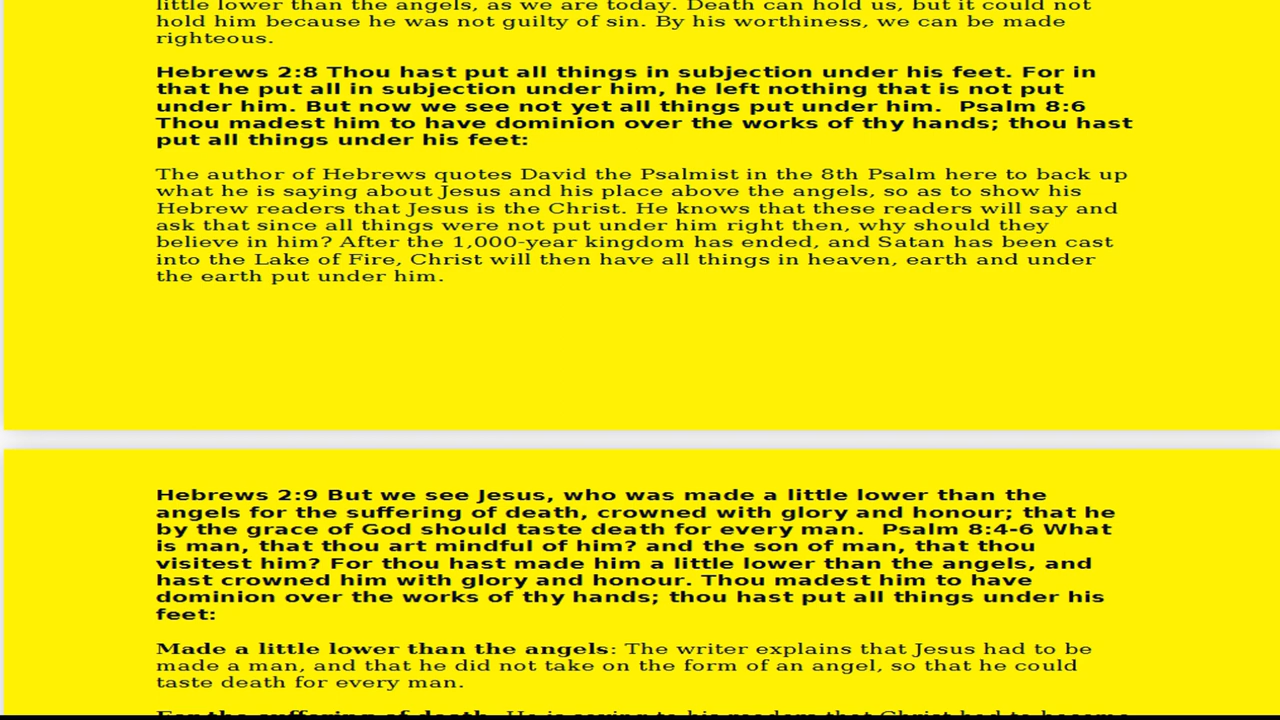 little lower than the angels, as we are today. Death can hold us, but it could not
hold him because he was not guilty of sin. By his worthiness, we can be made
righteous.
Hebrews 2:8 Thou hast put all things in subjection under his feet. For in
that he put all in subjection under him, he left nothing that is not put
under him. But now we see not yet all things put under him.  Psalm 8:6
Thou madest him to have dominion over the works of thy hands; thou hast
put all things under his feet:
The author of Hebrews quotes David the Psalmist in the 8th Psalm here to back up
what he is saying about Jesus and his place above the angels, so as to show his
Hebrew readers that Jesus is the Christ. He knows that these readers will say and
ask that since all things were not put under him right then, why should they
believe in him? After the 1,000-year kingdom has ended, and Satan has been cast
into the Lake of Fire, Christ will then have all things in heaven, earth and under
the earth put under him.
Hebrews 2:9 But we see Jesus, who was made a little lower than the
angels for the suffering of death, crowned with glory and honour; that he
by the grace of God should taste death for every man.  Psalm 8:4-6 What
is man, that thou art mindful of him? and the son of man, that thou
visitest him? For thou hast made him a little lower than the angels, and
hast crowned him with glory and honour. Thou madest him to have
dominion over the works of thy hands; thou hast put all things under his
feet:
Made a little lower than the angels: The writer explains that Jesus had to be
made a man, and that he did not take on the form of an angel, so that he could
taste death for every man.
For the suffering of death. He is saying to his readers that Christ had to become